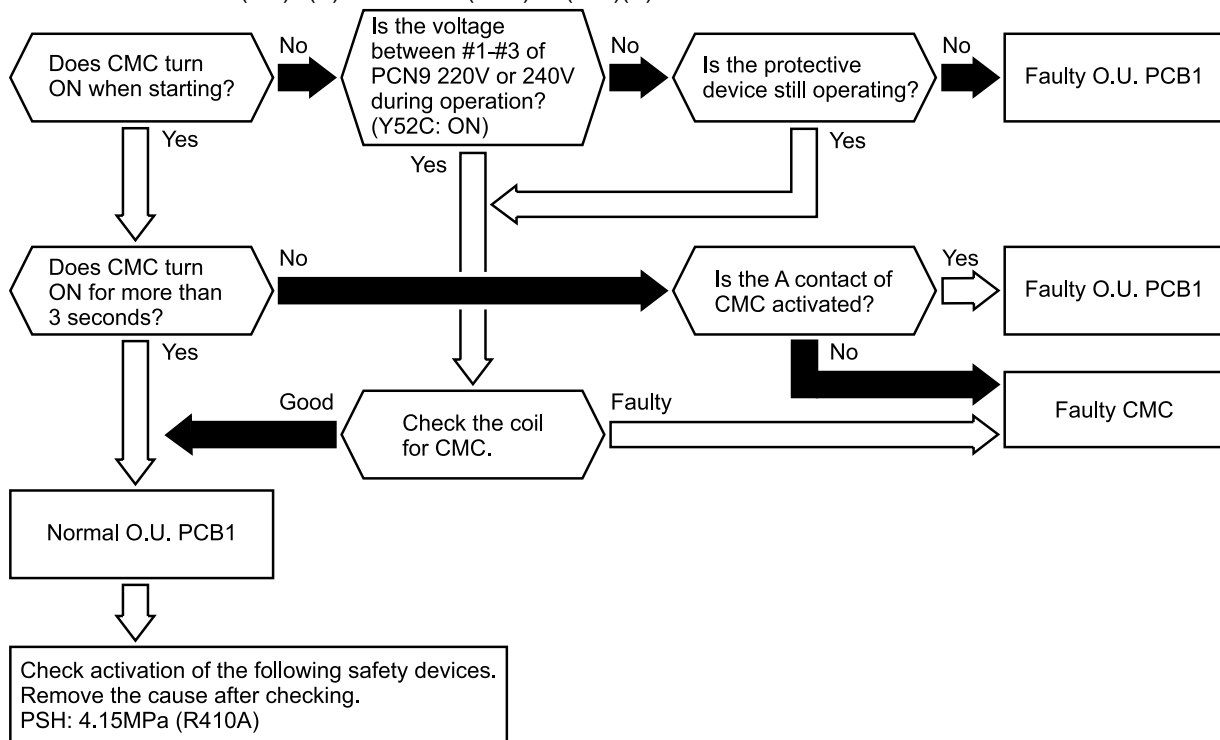 Does CMC turn
ON when starting?
No
Is the voltage
between #1-#3 of
PCN9 220V or 240V
during operation?
(Y52C: ON)
No
Is the protective
device still operating?
No
Faulty O.U. PCB1
Yes
Yes
Yes
Does CMC turn
ON for more than
3 seconds?
No
Is the A contact of
CMC activated?
Yes
Faulty O.U. PCB1
Yes
No
Good
Check the coil
for CMC.
Faulty
Faulty CMC
Normal O.U. PCB1
Check activation of the following safety devices.
Remove the cause after checking.
PSH: 4.15MPa (R410A)